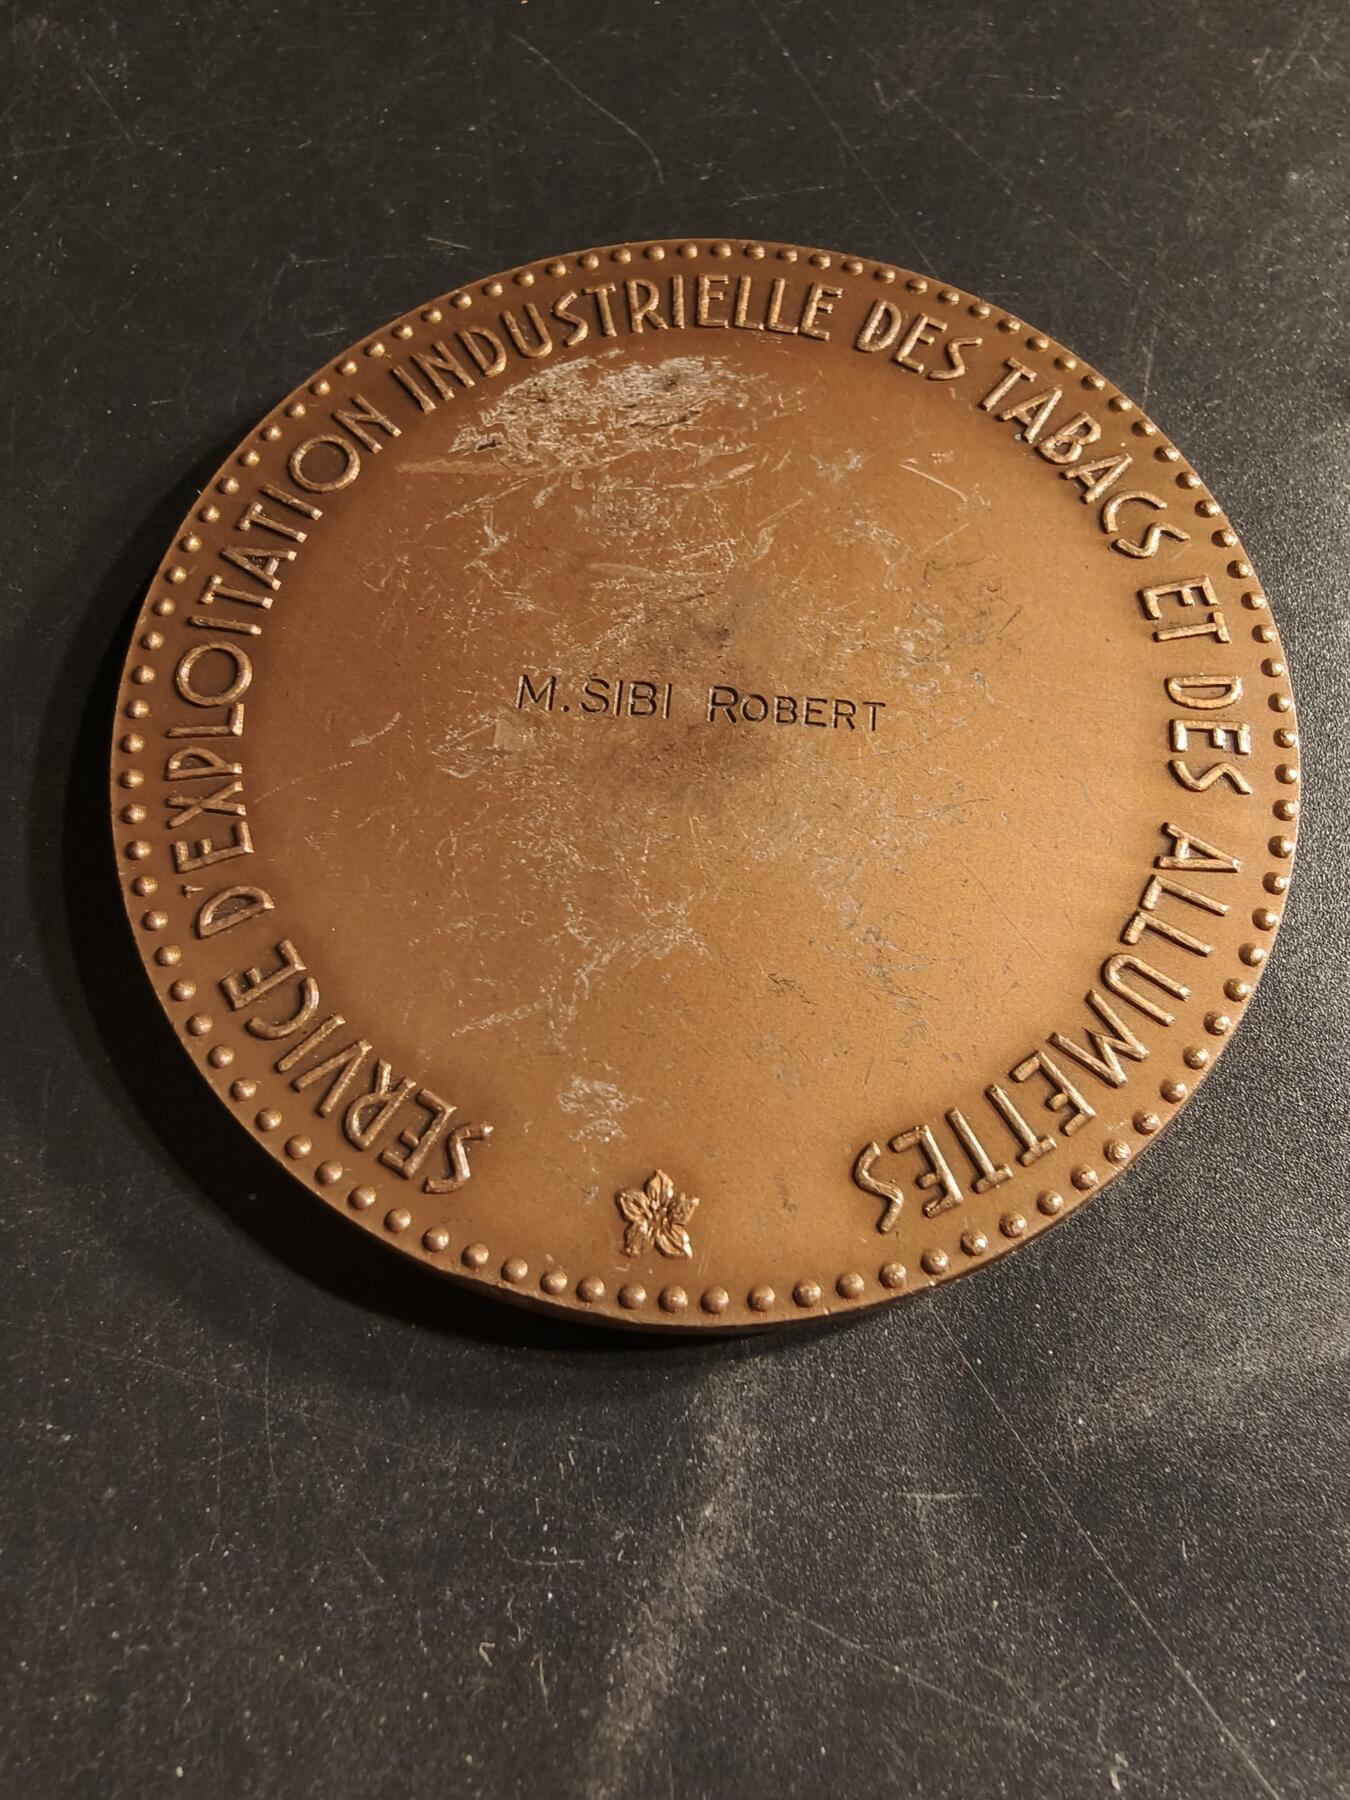 SERVICE D'EXPLOITATION INDUSTRIELLE DES TABACS ET DES ALLUMETTES
M. SIBI ROBERT